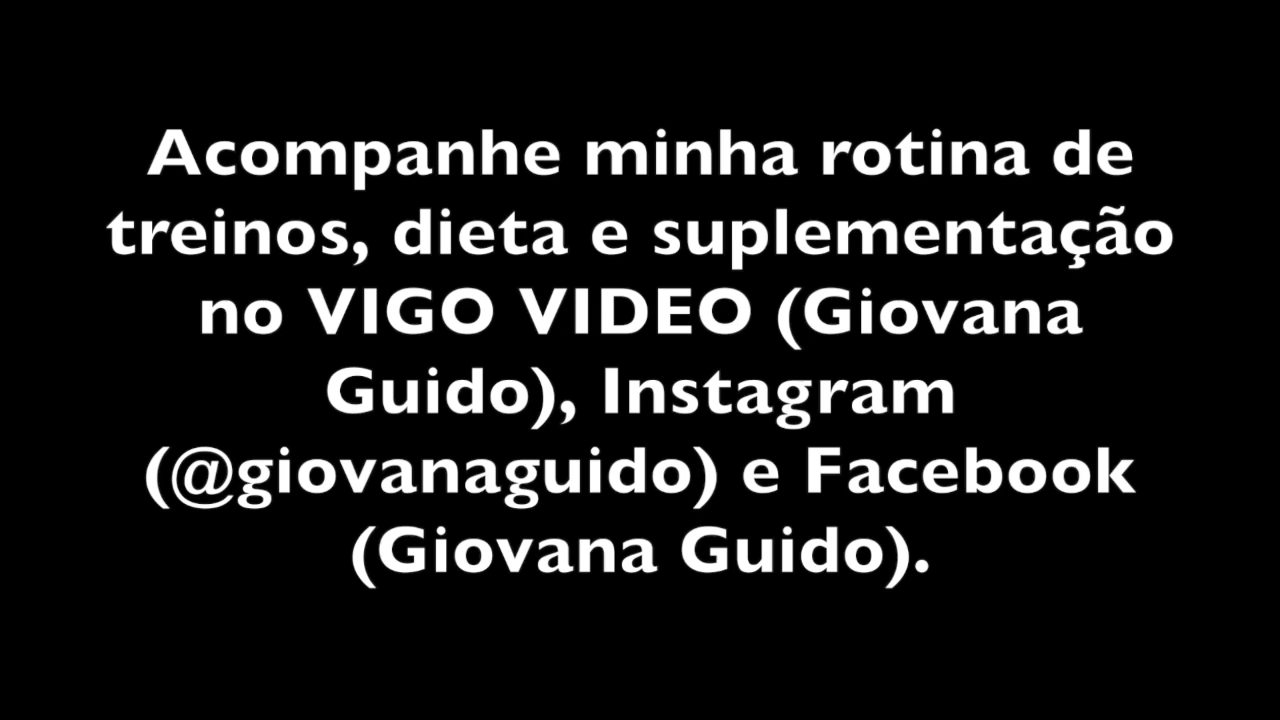 Acompanhe minha rotina de
treinos, dieta e suplementação
no VIGO VIDEO (Giovana
Guido), Instagram
(@giovanaguido) e Facebook
(Giovana Guido).